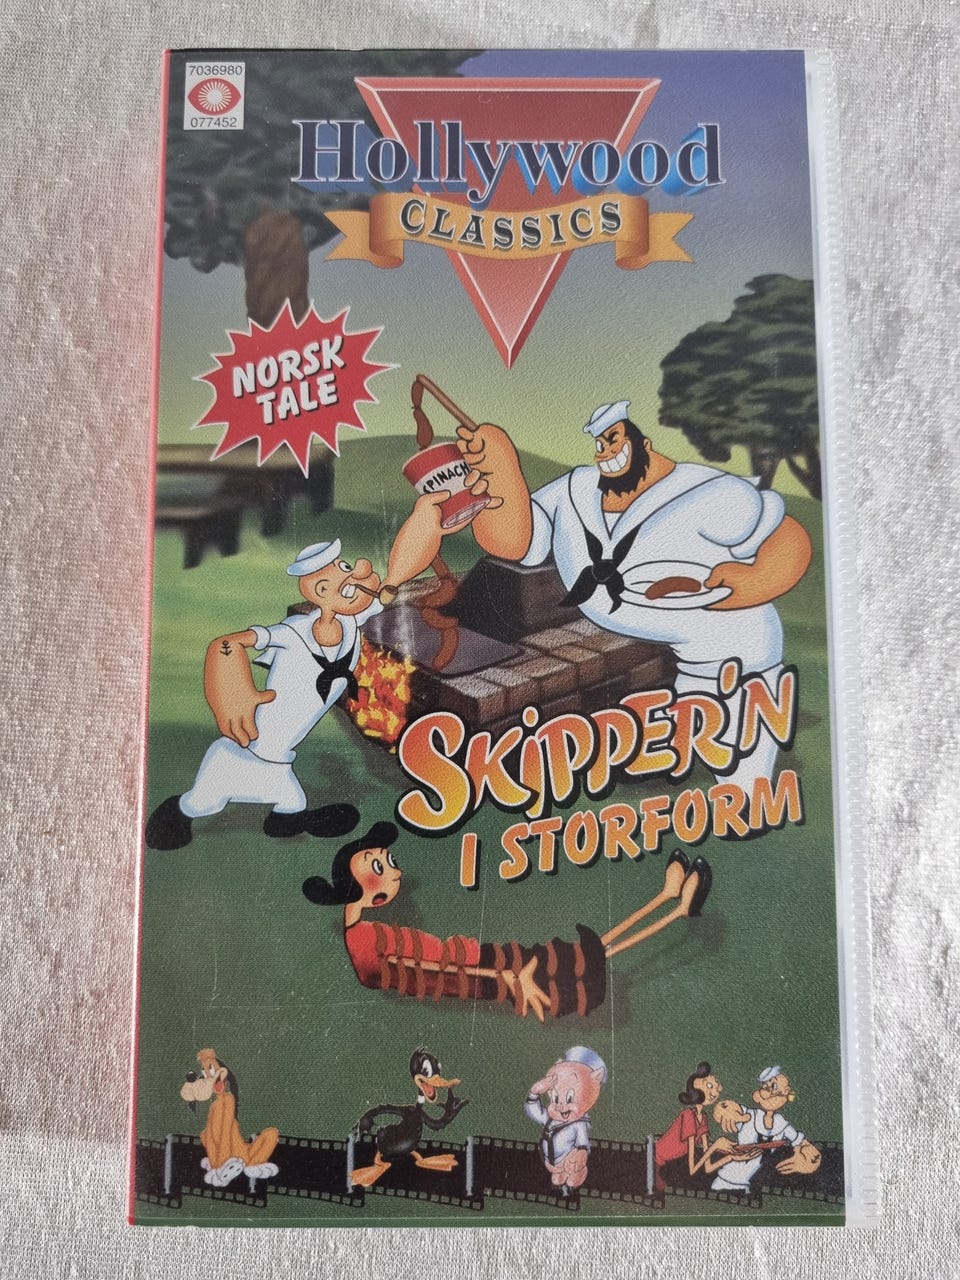 7036980
077452
Hollywood
CLASSICS
NORSK
TALE
SPINACH
SKIPPER'N
I STORFORM